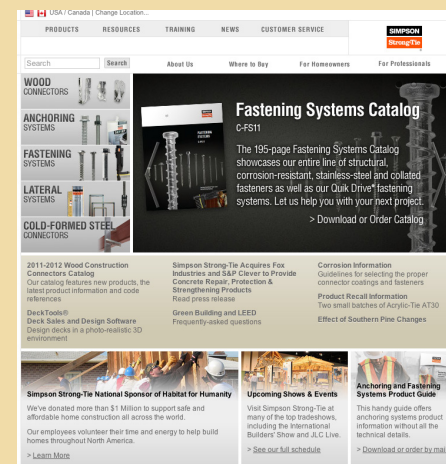 USA / Canada | Change Location...
PRODUCTS RESOURCES TRAINING NEWS CUSTOMER SERVICE
SIMPSON
Strong-Tie
Search Search About Us Where to Buy For Homeowners For Professionals
WOOD
CONNECTORS
ANCHORING
SYSTEMS
FASTENING
SYSTEMS
LATERAL
SYSTEMS
COLD-FORMED STEEL
CONNECTORS
Fastening Systems Catalog
C-FS11
The 195-page Fastening Systems Catalog
showcases our entire line of structural,
corrosion-resistant, stainless-steel and collated
fasteners as well as our Quik Drive® fastening
systems. Let us help you with your next project.
> Download or Order Catalog
2011-2012 Wood Construction
Connectors Catalog
Our catalog features new products, the
latest product information and code
references
DeckTools®
Deck Sales and Design Software
Design decks in a photo-realistic 3D
environment
Simpson Strong-Tie Acquires Fox
Industries and S&P Clever to Provide
Concrete Repair, Protection &
Strengthening Products
Read press release
Green Building and LEED
Frequently-asked questions
Corrosion Information
Guidelines for selecting the proper
connector coatings and fasteners
Product Recall Information
Two small batches of Acrylic-Tie AT30
Effect of Southern Pine Changes
Simpson Strong-Tie National Sponsor of Habitat for Humanity
We've donated more than $1 Million to support safe and
affordable home construction all across the world.
Our employees volunteer their time and energy to help build
homes throughout North America.
> Learn More
Upcoming Shows & Events
Visit Simpson Strong-Tie at
many of the top tradeshows,
including the International
Builders' Show and JLC Live.
> See our full schedule
Anchoring and Fastening
Systems Product Guide
This handy guide offers
anchoring systems product
information without all the
technical details.
> Download or order by mail